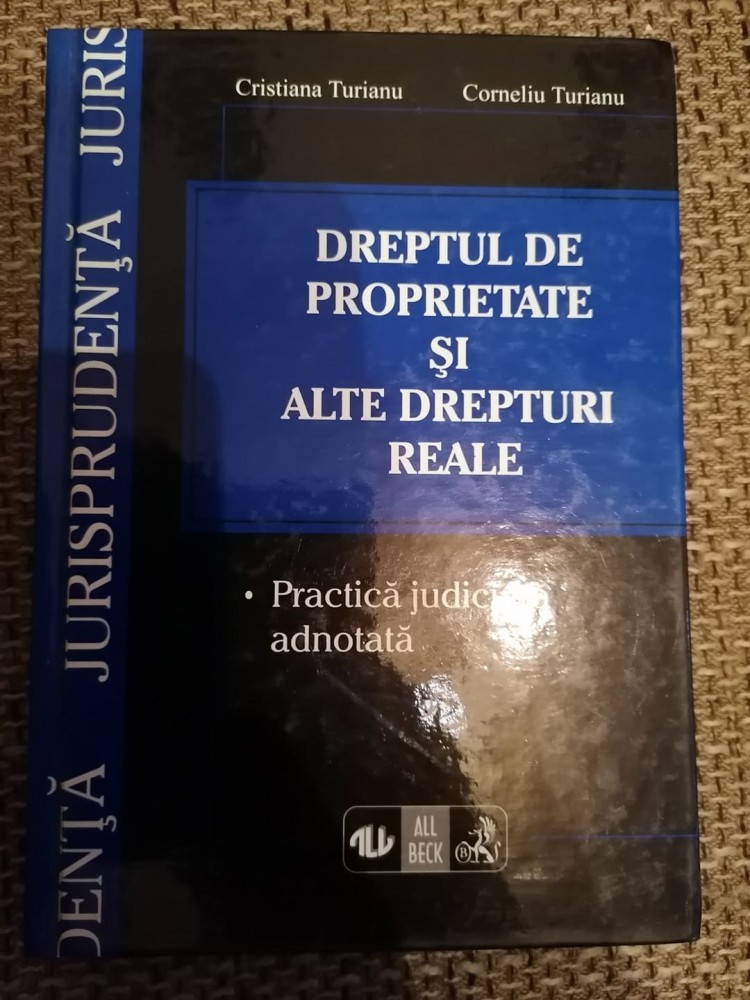 Cristiana Turianu Corneliu Turianu
DREPTUL DE
PROPRIETATE
ŞI
ALTE DREPTURI
REALE
• Practică
adnotată
ALL
BECK
B
JURIS
JURISPRUDENŢĂ
DENŢĂ